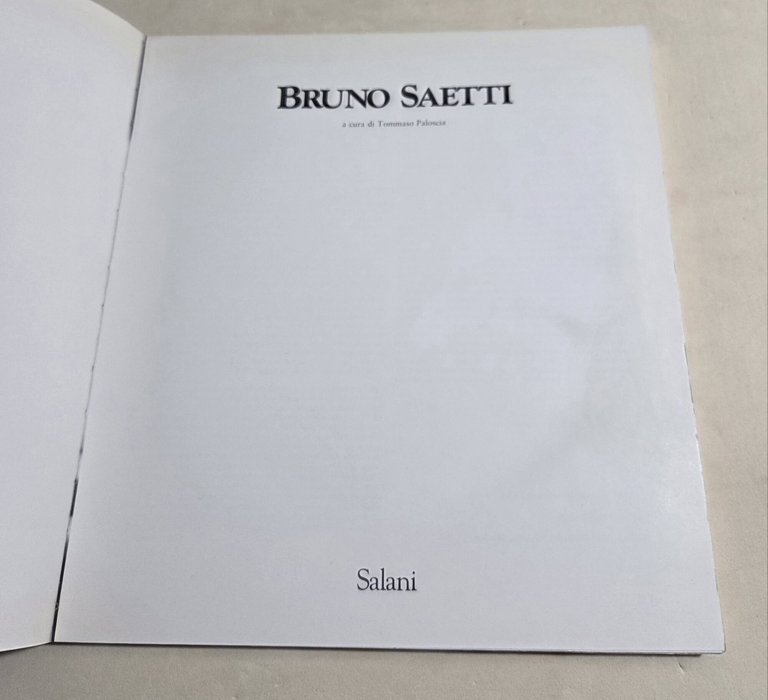 BRUNO SAETTI
a cura di Tommaso Paloscia
Salani